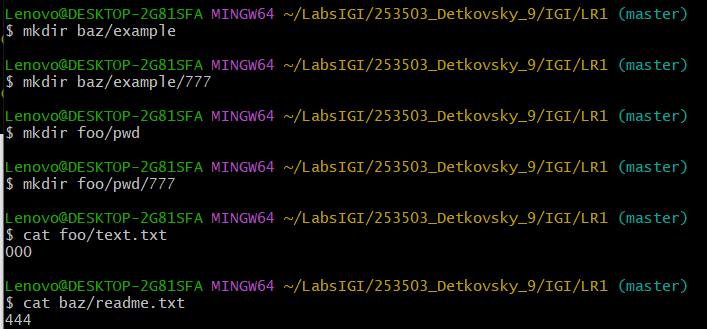 Lenovo@DESKTOP-2G81SFA MINGW64 ~/LabsIGI/253503_Detkovsky_9/IGI/LR1 (master)
$ mkdir baz/example
Lenovo@DESKTOP-2G81SFA MINGW64 ~/LabsIGI/253503_Detkovsky_9/IGI/LR1 (master)
$ mkdir baz/example/777
Lenovo@DESKTOP-2G81SFA MINGW64 ~/LabsIGI/253503_Detkovsky_9/IGI/LR1 (master)
$ mkdir foo/pwd
Lenovo@DESKTOP-2G81SFA MINGW64 ~/LabsIGI/253503_Detkovsky_9/IGI/LR1 (master)
$ mkdir foo/pwd/777
Lenovo@DESKTOP-2G81SFA MINGW64 ~/LabsIGI/253503_Detkovsky_9/IGI/LR1 (master)
$ cat foo/text.txt
000
Lenovo@DESKTOP-2G81SFA MINGW64 ~/LabsIGI/253503_Detkovsky_9/IGI/LR1 (master)
$ cat baz/readme.txt
444